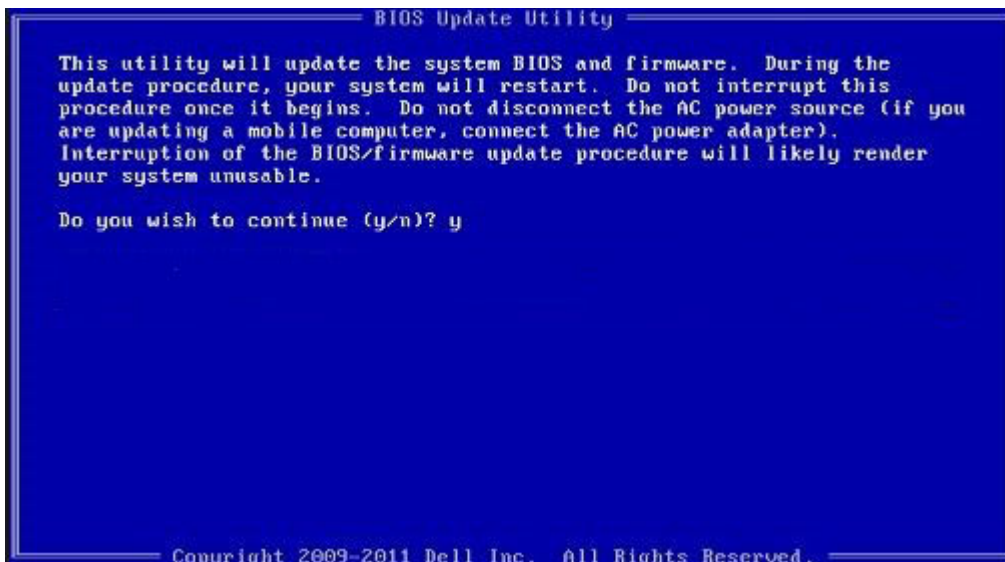 BIOS Update Utility
This utility will update the system BIOS and firmware. During the
update procedure, your system will restart. Do not interrupt this
procedure once it begins. Do not disconnect the AC power source (if you
are updating a mobile computer, connect the AC power adapter).
Interruption of the BIOS/firmware update procedure will likely render
your system unusable.
Do you wish to continue (y/n)? y
Copyright 2009-2011 Dell Inc. All Rights Reserved.